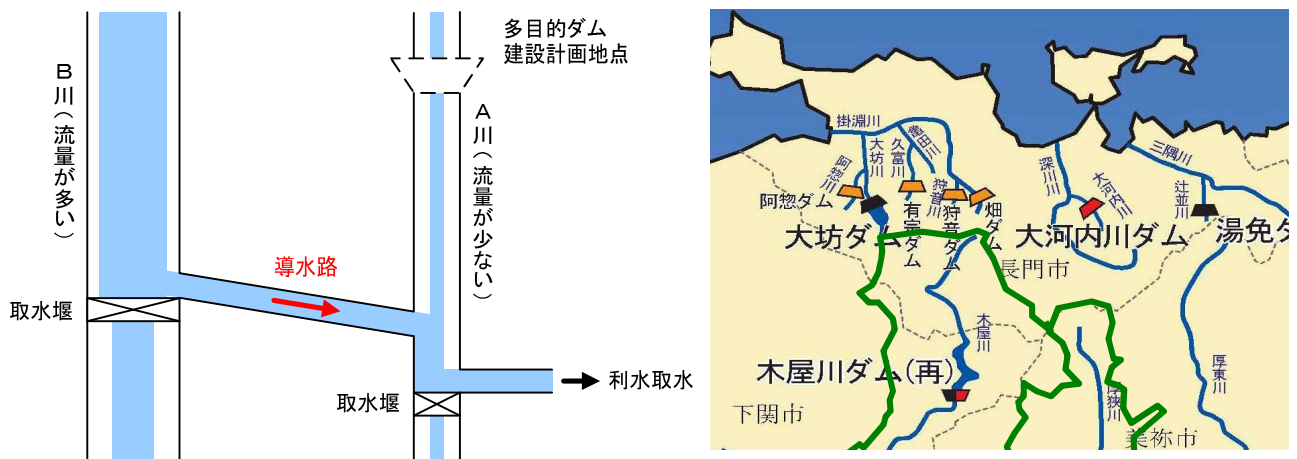 多目的ダム
建設計画地点
B川(流量が多い)
A川(流量が少ない)
導水路
取水堰
利水取水
取水堰
掛淵川
亀田川
大坊川
久富川
阿惣川
狩音川
深川川
大河内川
三隅川
辻並川
阿惣ダム
有宗ダム
狩音ダム
畑ダム
大坊ダム
大河内川ダム
湯免ダ
長門市
木屋川
木屋川ダム(再)
厚狭川
厚東川
下関市
美祢市